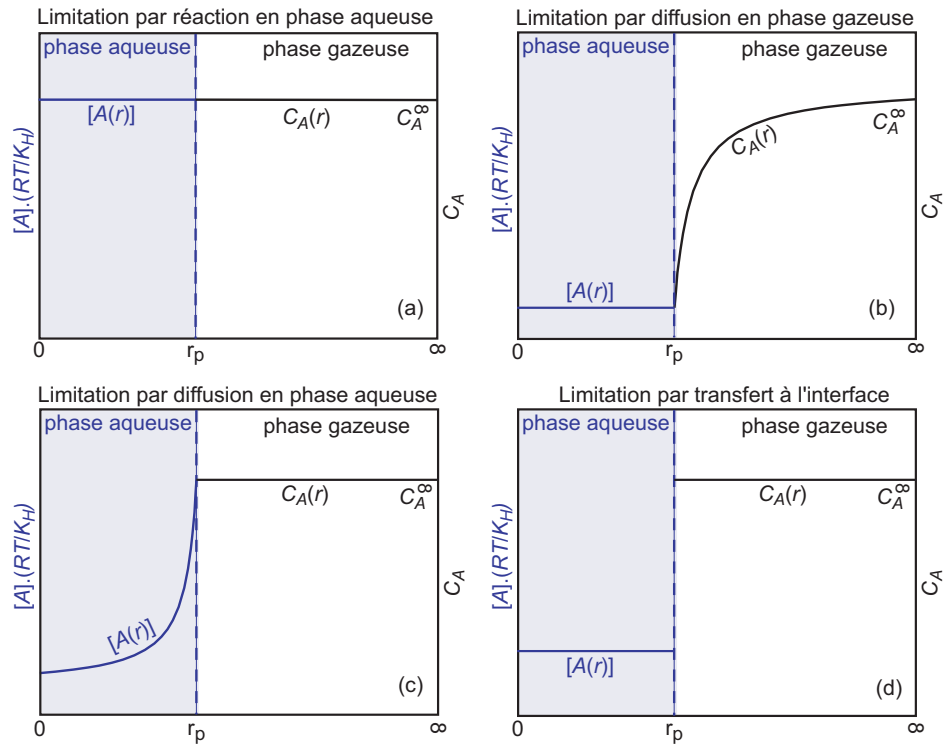 Limitation par réaction en phase aqueuse
phase aqueuse
phase gazeuse
[A(r)]
C_A(r)
C_A^∞
[A].(RT/K_H)
C_A
(a)
0
r_p
∞
Limitation par diffusion en phase gazeuse
phase aqueuse
phase gazeuse
C_A(r)
C_A^∞
[A].(RT/K_H)
C_A
[A(r)]
(b)
0
r_p
∞
Limitation par diffusion en phase aqueuse
phase aqueuse
phase gazeuse
C_A(r)
C_A^∞
[A].(RT/K_H)
C_A
[A(r)]
(c)
0
r_p
∞
Limitation par transfert à l'interface
phase aqueuse
phase gazeuse
C_A(r)
C_A^∞
[A].(RT/K_H)
C_A
[A(r)]
(d)
0
r_p
∞